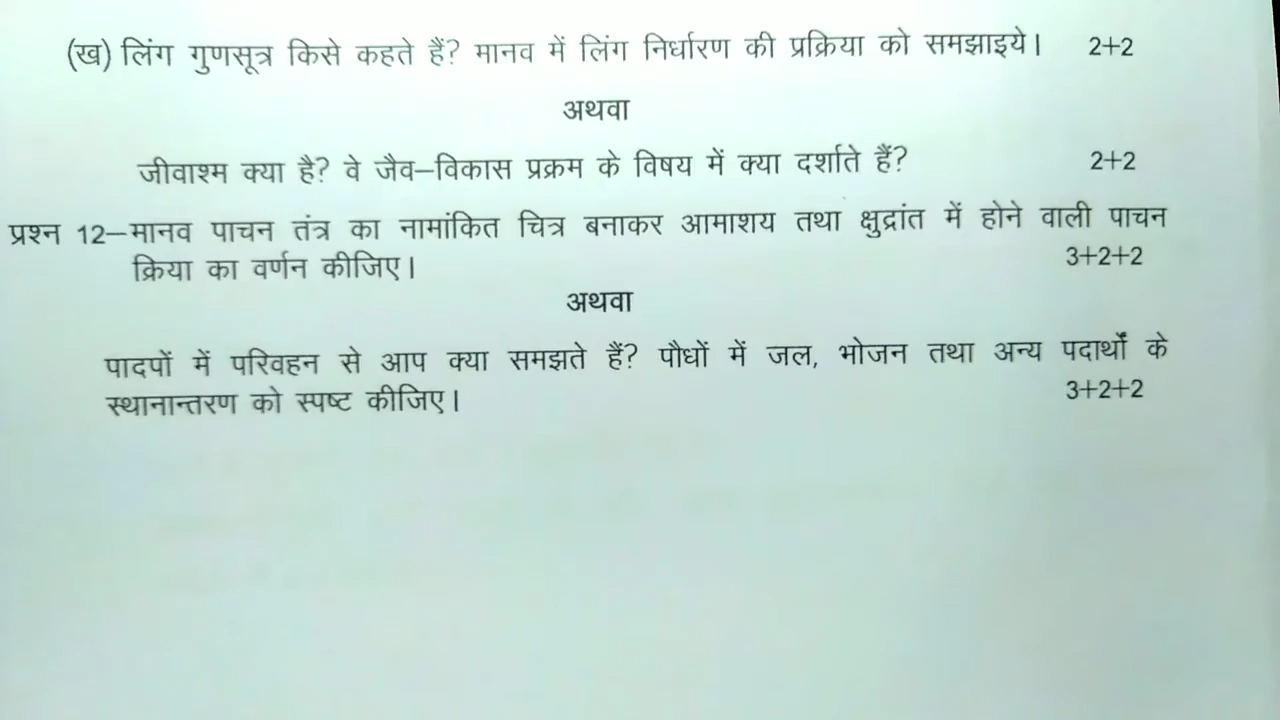 (ख) लिंग गुणसूत्र किसे कहते हैं? मानव में लिंग निर्धारण की प्रक्रिया को समझाइये। 2+2
अथवा
जीवाश्म क्या है? वे जैव–विकास प्रक्रम के विषय में क्या दर्शाते हैं? 2+2
प्रश्न 12–मानव पाचन तंत्र का नामांकित चित्र बनाकर आमाशय तथा क्षुद्रांत में होने वाली पाचन
क्रिया का वर्णन कीजिए। 3+2+2
अथवा
पादपों में परिवहन से आप क्या समझते हैं? पौधों में जल, भोजन तथा अन्य पदार्थों के
स्थानान्तरण को स्पष्ट कीजिए। 3+2+2